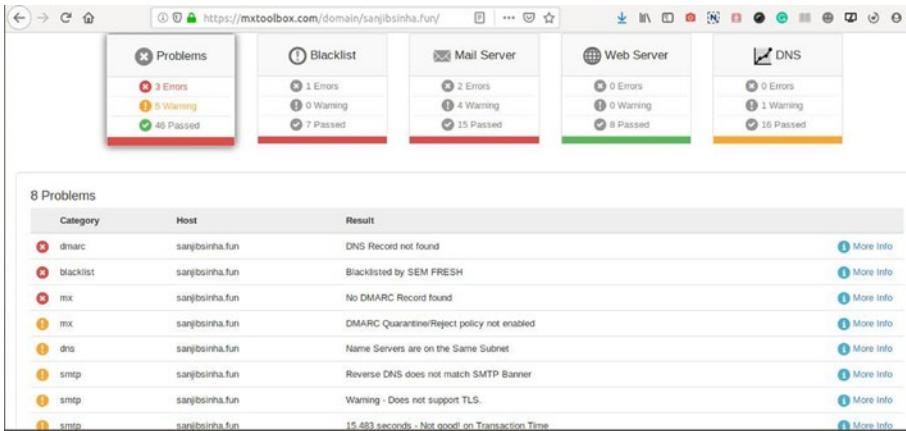 https://mxtoolbox.com/domain/sanjibsinha.fun/
Problems
3 Errors
5 Warning
46 Passed
Blacklist
1 Errors
0 Warning
7 Passed
Mail Server
2 Errors
4 Warning
15 Passed
Web Server
0 Errors
0 Warning
8 Passed
DNS
0 Errors
1 Warning
16 Passed
8 Problems
Category Host Result
dmarc sanjibsinha.fun DNS Record not found More Info
blacklist sanjibsinha.fun Blacklisted by SEM FRESH More Info
mx sanjibsinha.fun No DMARC Record found More Info
mx sanjibsinha.fun DMARC Quarantine/Reject policy not enabled More Info
dns sanjibsinha.fun Name Servers are on the Same Subnet More Info
smtp sanjibsinha.fun Reverse DNS does not match SMTP Banner More Info
smtp sanjibsinha.fun Warning - Does not support TLS. More Info
smtp sanjibsinha.fun 15.483 seconds - Not good! on Transaction Time More Info